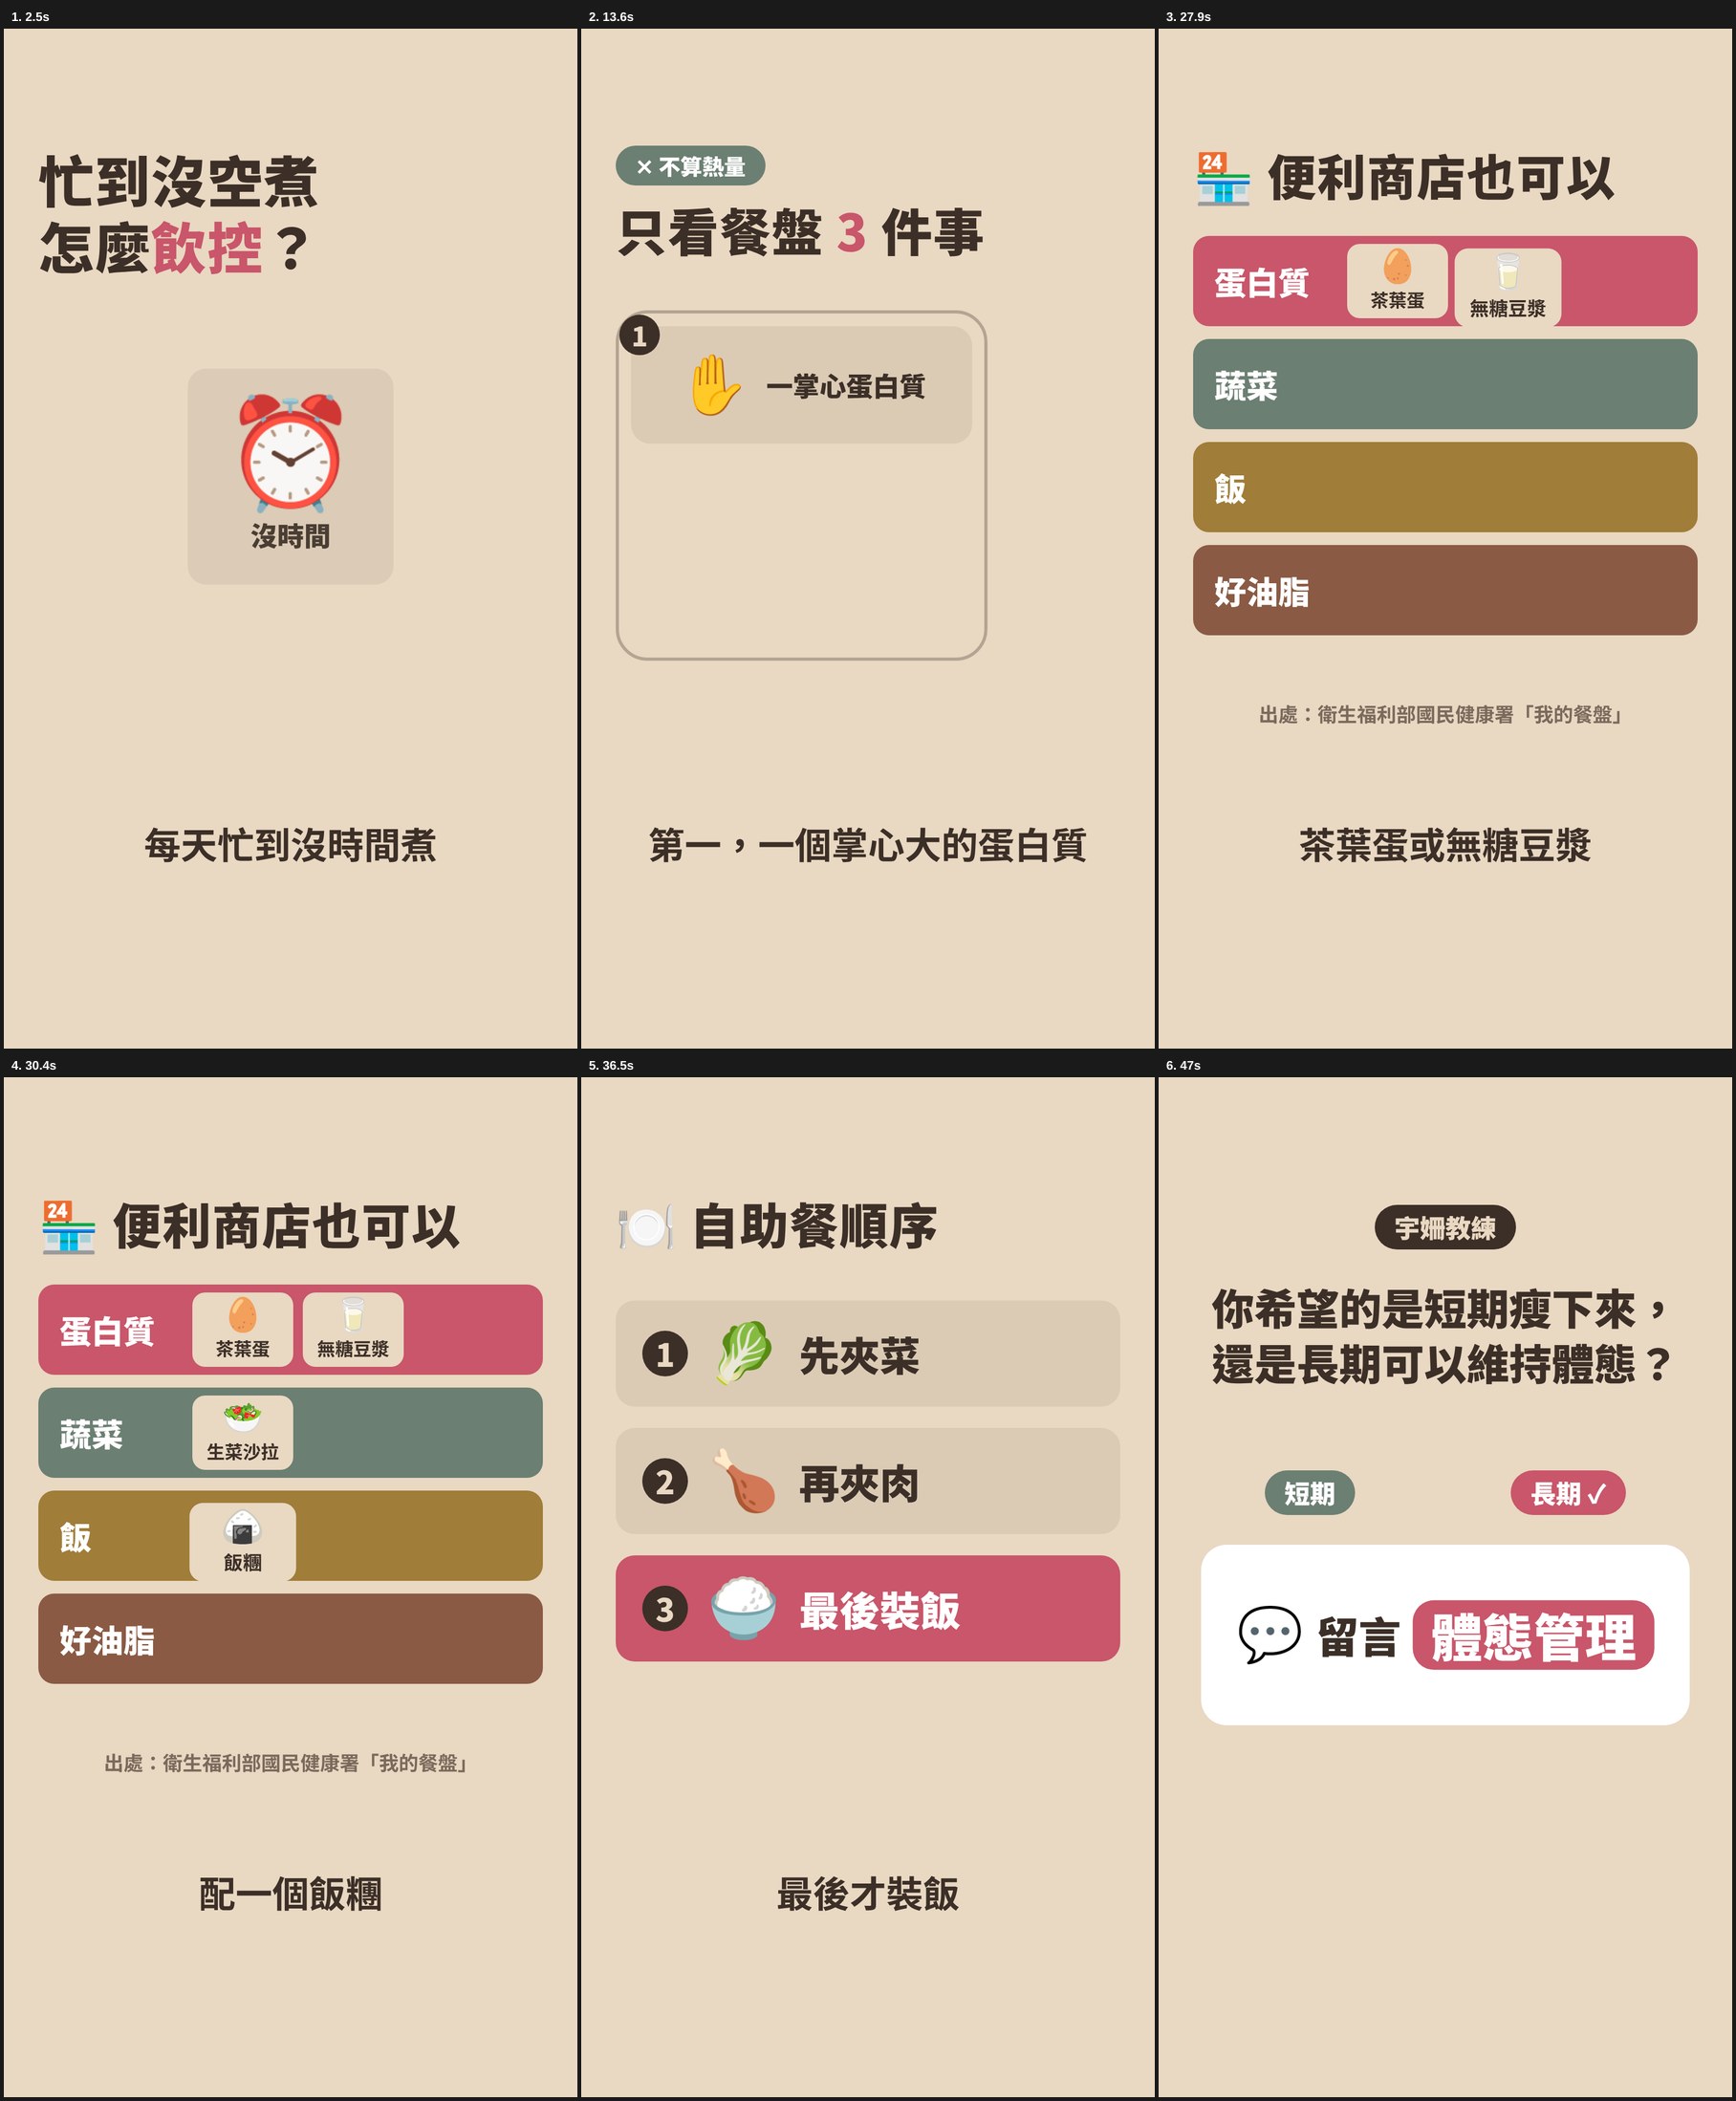 1. 2.5s
忙到沒空煮
怎麼飲控？
沒時間
每天忙到沒時間煮
2. 13.6s
× 不算熱量
只看餐盤 3 件事
1
一掌心蛋白質
第一，一個掌心大的蛋白質
3. 27.9s
24
便利商店也可以
蛋白質
茶葉蛋
無糖豆漿
蔬菜
飯
好油脂
出處：衛生福利部國民健康署「我的餐盤」
茶葉蛋或無糖豆漿
4. 30.4s
24
便利商店也可以
蛋白質
茶葉蛋
無糖豆漿
蔬菜
生菜沙拉
飯
飯糰
好油脂
出處：衛生福利部國民健康署「我的餐盤」
配一個飯糰
5. 36.5s
自助餐順序
1 先夾菜
2 再夾肉
3 最後裝飯
最後才裝飯
6. 47s
宇姍教練
你希望的是短期瘦下來，
還是長期可以維持體態？
短期
長期 ✓
留言 體態管理